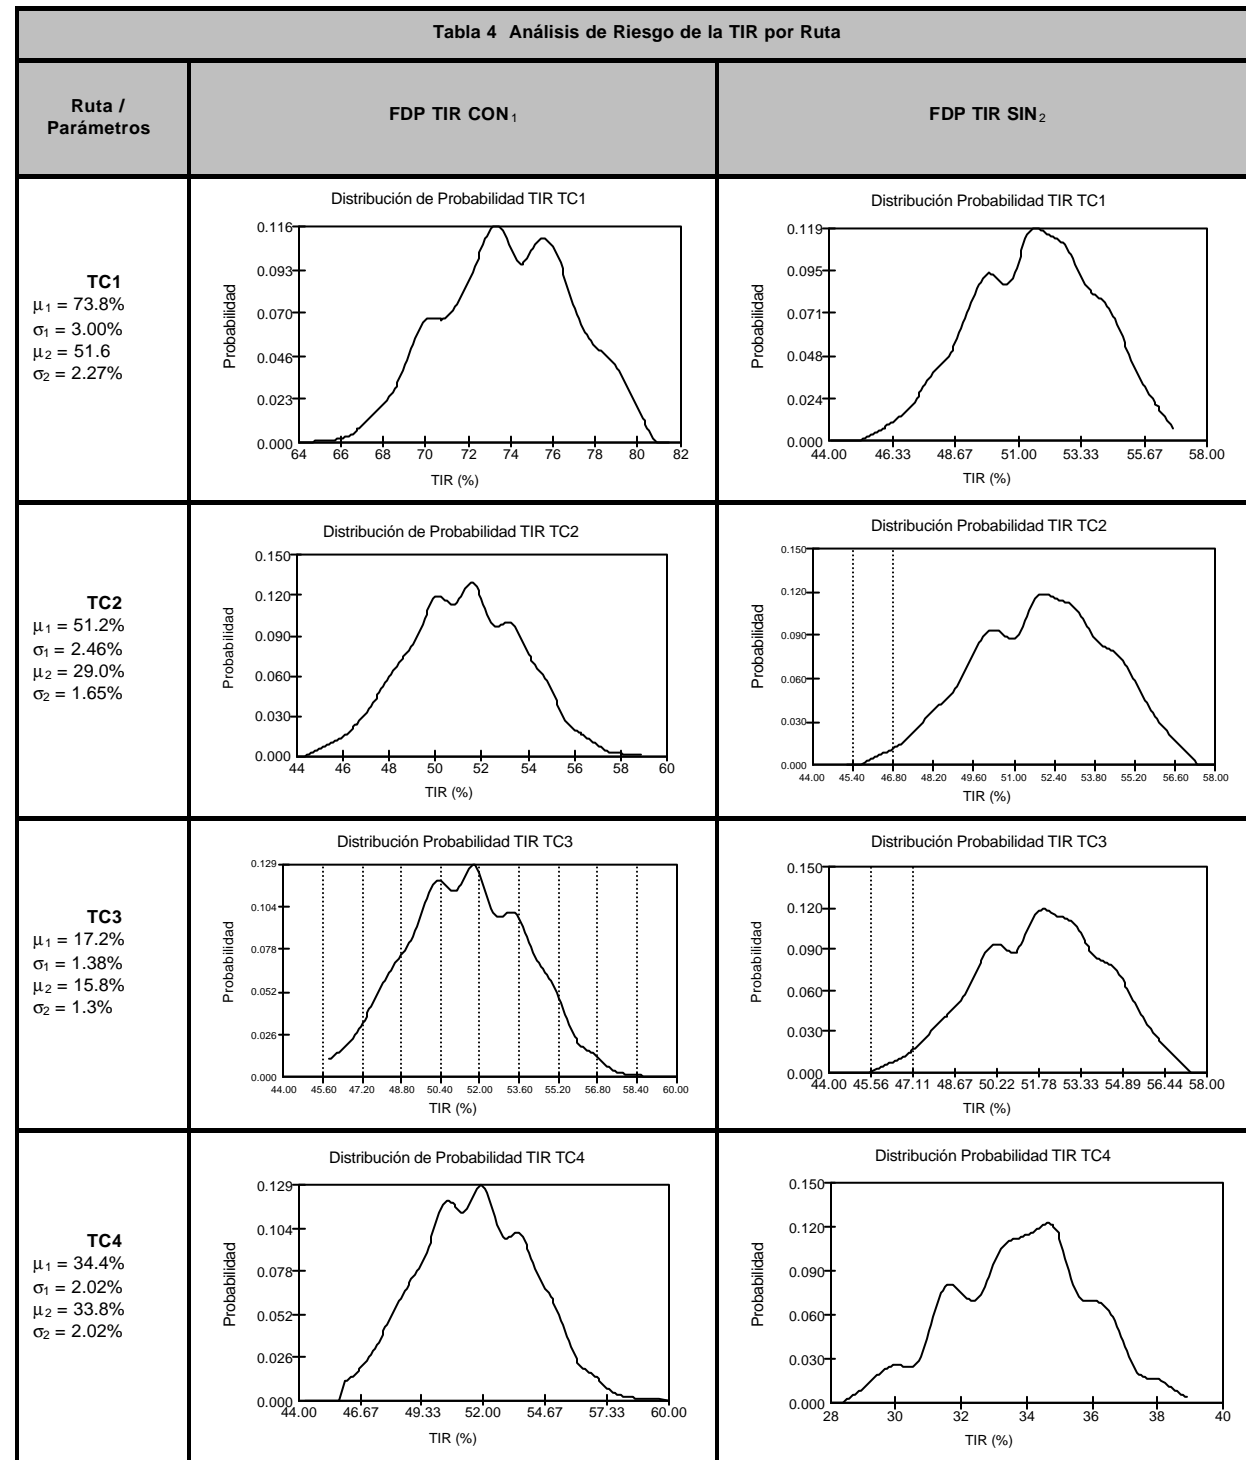 Tabla 4 Análisis de Riesgo de la TIR por Ruta
Ruta /
Parámetros
FDP TIR CON1
FDP TIR SIN2
TC1
μ1 = 73.8%
σ1 = 3.00%
μ2 = 51.6
σ2 = 2.27%
Distribución de Probabilidad TIR TC1
Probabilidad
0.116
0.093
0.070
0.046
0.023
0.000
64 66 68 70 72 74 76 78 80 82
TIR (%)
Distribución Probabilidad TIR TC1
Probabilidad
0.119
0.095
0.071
0.048
0.024
0.000
44.00 46.33 48.67 51.00 53.33 55.67 58.00
TIR (%)
TC2
μ1 = 51.2%
σ1 = 2.46%
μ2 = 29.0%
σ2 = 1.65%
Distribución de Probabilidad TIR TC2
Probabilidad
0.150
0.120
0.090
0.060
0.030
0.000
44 46 48 50 52 54 56 58 60
TIR (%)
Distribución Probabilidad TIR TC2
Probabilidad
0.150
0.120
0.090
0.060
0.030
0.000
44.00 45.40 46.80 48.20 49.60 51.00 52.40 53.80 55.20 56.60 58.00
TIR (%)
TC3
μ1 = 17.2%
σ1 = 1.38%
μ2 = 15.8%
σ2 = 1.3%
Distribución Probabilidad TIR TC3
Probabilidad
0.129
0.104
0.078
0.052
0.026
0.000
44.00 45.60 47.20 48.80 50.40 52.00 53.60 55.20 56.80 58.40 60.00
TIR (%)
Distribución Probabilidad TIR TC3
Probabilidad
0.150
0.120
0.090
0.060
0.030
0.000
44.00 45.56 47.11 48.67 50.22 51.78 53.33 54.89 56.44 58.00
TIR (%)
TC4
μ1 = 34.4%
σ1 = 2.02%
μ2 = 33.8%
σ2 = 2.02%
Distribución de Probabilidad TIR TC4
Probabilidad
0.129
0.104
0.078
0.052
0.026
0.000
44.00 46.67 49.33 52.00 54.67 57.33 60.00
TIR (%)
Distribución Probabilidad TIR TC4
Probabilidad
0.150
0.120
0.090
0.060
0.030
0.000
28 30 32 34 36 38 40
TIR (%)